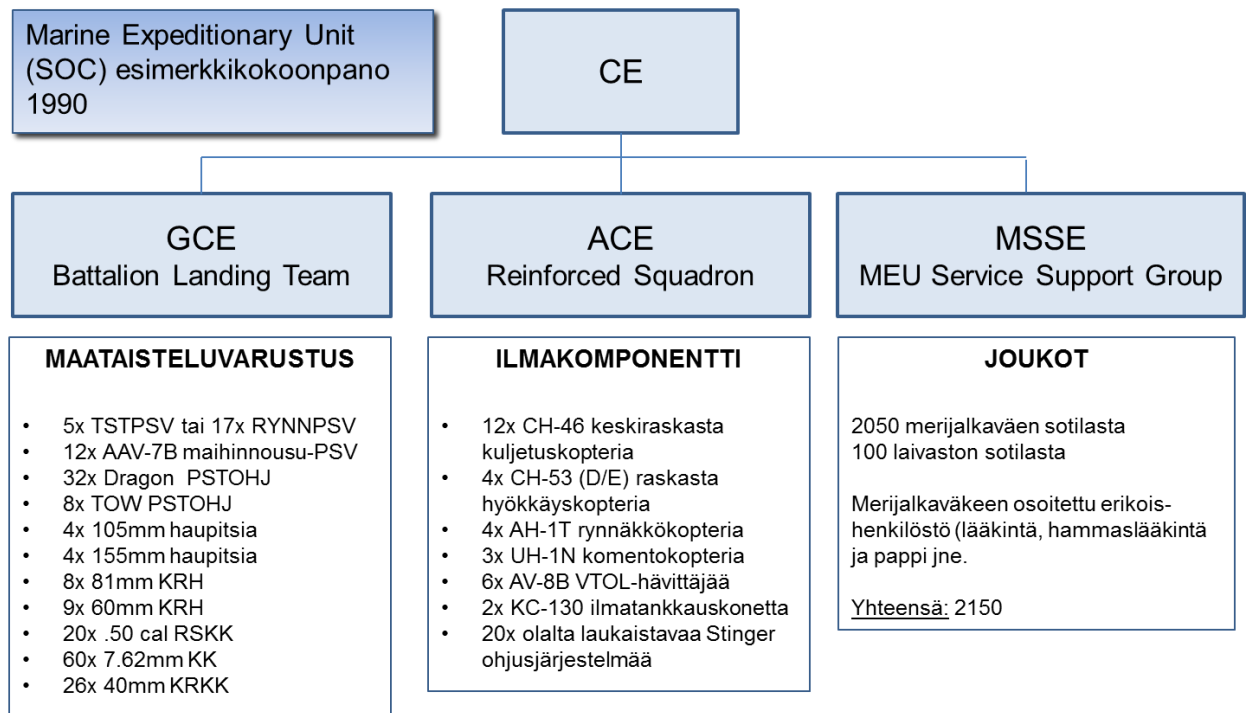 Marine Expeditionary Unit
(SOC) esimerkkikokoonpano
1990
CE
GCE
Battalion Landing Team
ACE
Reinforced Squadron
MSSE
MEU Service Support Group
MAATAISTELUVARUSTUS
• 5x TSTPSV tai 17x RYNNPSV
• 12x AAV-7B maihinnousu-PSV
• 32x Dragon PSTOHJ
• 8x TOW PSTOHJ
• 4x 105mm haupitsia
• 4x 155mm haupitsia
• 8x 81mm KRH
• 9x 60mm KRH
• 20x .50 cal RSKK
• 60x 7.62mm KK
• 26x 40mm KRKK
ILMAKOMPONENTTI
• 12x CH-46 keskiraskasta
kuljetuskopteria
• 4x CH-53 (D/E) raskasta
hyökkäyskopteria
• 4x AH-1T rynnäkkökopteria
• 3x UH-1N komentokopteria
• 6x AV-8B VTOL-hävittäjää
• 2x KC-130 ilmatankkauskonetta
• 20x olalta laukaistavaa Stinger
ohjusjärjestelmää
JOUKOT
2050 merijalkaväen sotilasta
100 laivaston sotilasta
Merijalkaväkeen osoitettu erikois-
henkilöstö (lääkintä, hammaslääkintä
ja pappi jne.
Yhteensä: 2150